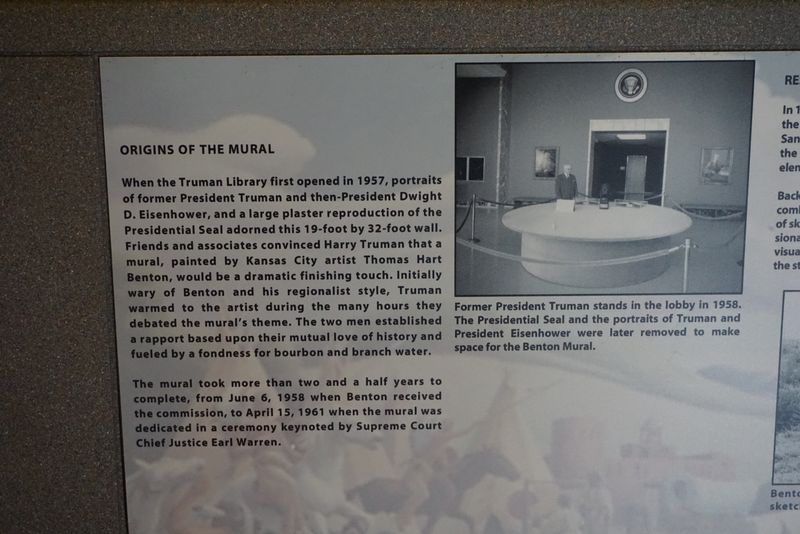 ORIGINS OF THE MURAL
When the Truman Library first opened in 1957, portraits
of former President Truman and then-President Dwight
D. Eisenhower, and a large plaster reproduction of the
Presidential Seal adorned this 19-foot by 32-foot wall.
Friends and associates convinced Harry Truman that a
mural, painted by Kansas City artist Thomas Hart
Benton, would be a dramatic finishing touch. Initially
wary of Benton and his regionalist style, Truman
warmed to the artist during the many hours they
debated the mural's theme. The two men established
a rapport based upon their mutual love of history and
fueled by a fondness for bourbon and branch water.
The mural took more than two and a half years to
complete, from June 6, 1958 when Benton received
the commission, to April 15, 1961 when the mural was
dedicated in a ceremony keynoted by Supreme Court
Chief Justice Earl Warren.
Former President Truman stands in the lobby in 1958.
The Presidential Seal and the portraits of Truman and
President Eisenhower were later removed to make
space for the Benton Mural.
RE
In 1
the
San
the
elem
Back
comb
of sk
siona
visua
the st
Bento
sketc